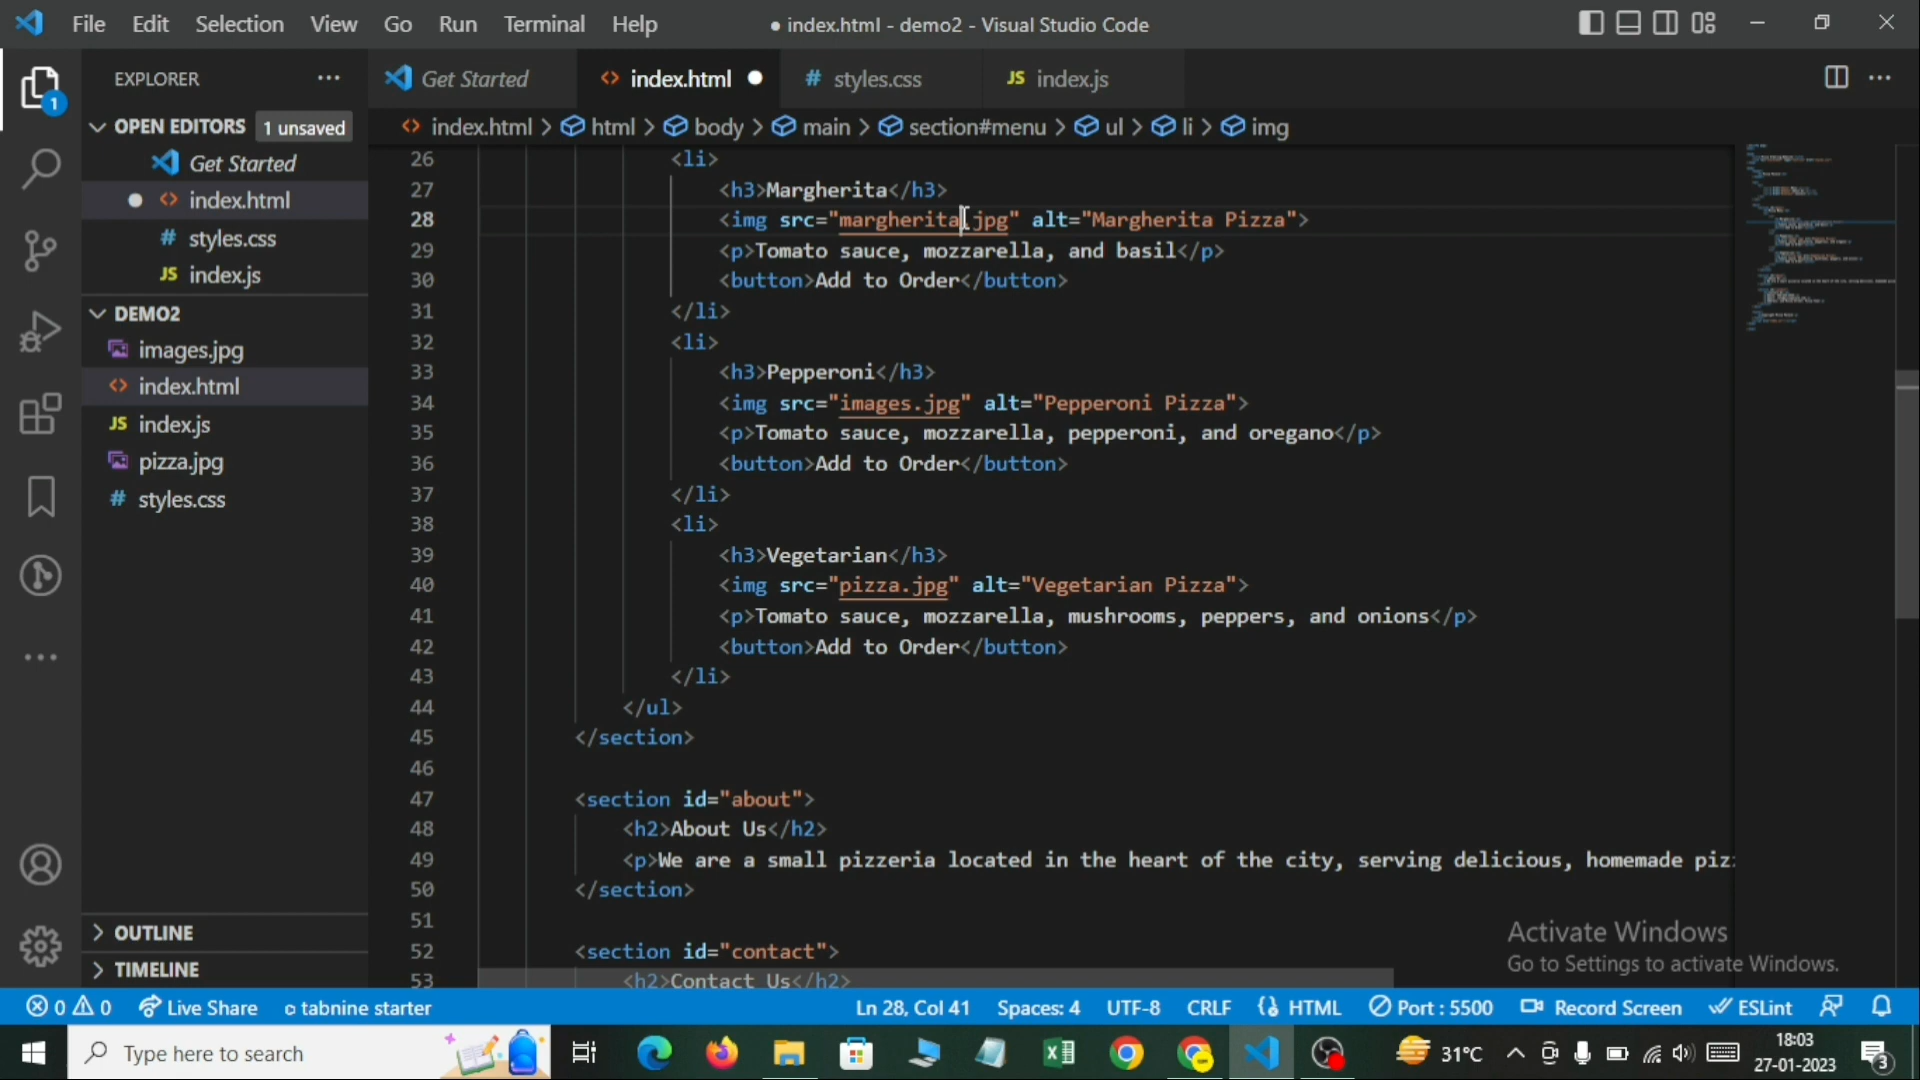 File Edit Selection View Go Run Terminal Help
● index.html - demo2 - Visual Studio Code
EXPLORER ···
Get Started
<> index.html ●
# styles.css
JS index.js
OPEN EDITORS 1 unsaved
<> index.html > html > body > main > section#menu > ul > li > img
1
Get Started
● <> index.html
# styles.css
JS index.js
DEMO2
images.jpg
<> index.html
JS index.js
pizza.jpg
# styles.css
OUTLINE
TIMELINE
26 <li>
27 <h3>Margherita</h3>
28 <img src="margherita.jpg" alt="Margherita Pizza">
29 <p>Tomato sauce, mozzarella, and basil</p>
30 <button>Add to Order</button>
31 </li>
32 <li>
33 <h3>Pepperoni</h3>
34 <img src="images.jpg" alt="Pepperoni Pizza">
35 <p>Tomato sauce, mozzarella, pepperoni, and oregano</p>
36 <button>Add to Order</button>
37 </li>
38 <li>
39 <h3>Vegetarian</h3>
40 <img src="pizza.jpg" alt="Vegetarian Pizza">
41 <p>Tomato sauce, mozzarella, mushrooms, peppers, and onions</p>
42 <button>Add to Order</button>
43 </li>
44 </ul>
45 </section>
46
47 <section id="about">
48 <h2>About Us</h2>
49 <p>We are a small pizzeria located in the heart of the city, serving delicious, homemade piz
50 </section>
51
52 <section id="contact">
53 <h2>Contact Us</h2>
Activate Windows
Go to Settings to activate Windows.
0 0 Live Share tabnine starter Ln 28, Col 41 Spaces: 4 UTF-8 CRLF HTML Port : 5500 Record Screen ESLint
Type here to search
31°C
18:03
27-01-2023
3